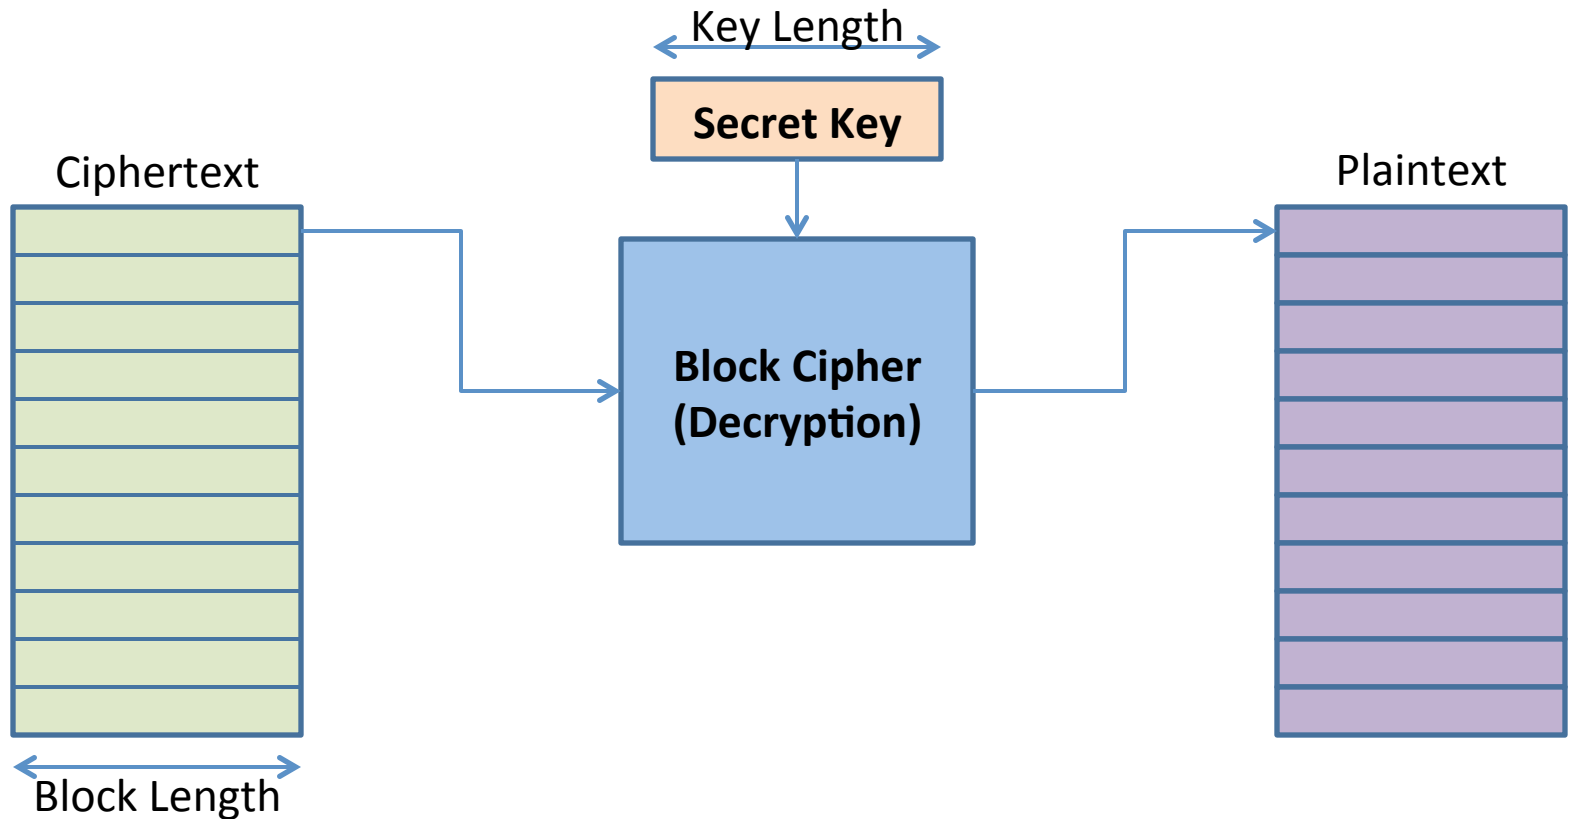 Key Length
Secret Key
Ciphertext
Plaintext
Block Cipher
(Decryption)
Block Length